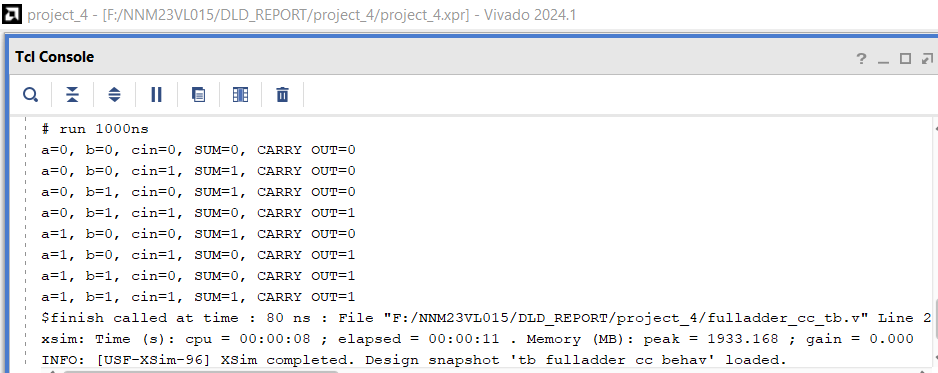 project_4 - [F:/NNM23VL015/DLD_REPORT/project_4/project_4.xpr] - Vivado 2024.1
Tcl Console
# run 1000ns
a=0, b=0, cin=0, SUM=0, CARRY OUT=0
a=0, b=0, cin=1, SUM=1, CARRY OUT=0
a=0, b=1, cin=0, SUM=1, CARRY OUT=0
a=0, b=1, cin=1, SUM=0, CARRY OUT=1
a=1, b=0, cin=0, SUM=1, CARRY OUT=0
a=1, b=0, cin=1, SUM=0, CARRY OUT=1
a=1, b=1, cin=0, SUM=0, CARRY OUT=1
a=1, b=1, cin=1, SUM=1, CARRY OUT=1
$finish called at time : 80 ns : File "F:/NNM23VL015/DLD_REPORT/project_4/fulladder_cc_tb.v" Line 2
xsim: Time (s): cpu = 00:00:08 ; elapsed = 00:00:11 . Memory (MB): peak = 1933.168 ; gain = 0.000
INFO: [USF-XSim-96] XSim completed. Design snapshot 'tb fulladder cc behav' loaded.